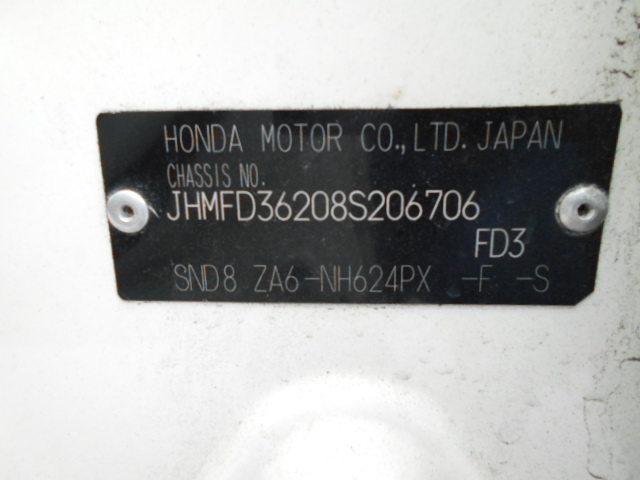 HONDA MOTOR CO.,LTD. JAPAN
CHASSIS NO.
JHMFD36208S206706
FD3
SND8 ZA6-NH624PX -F -S